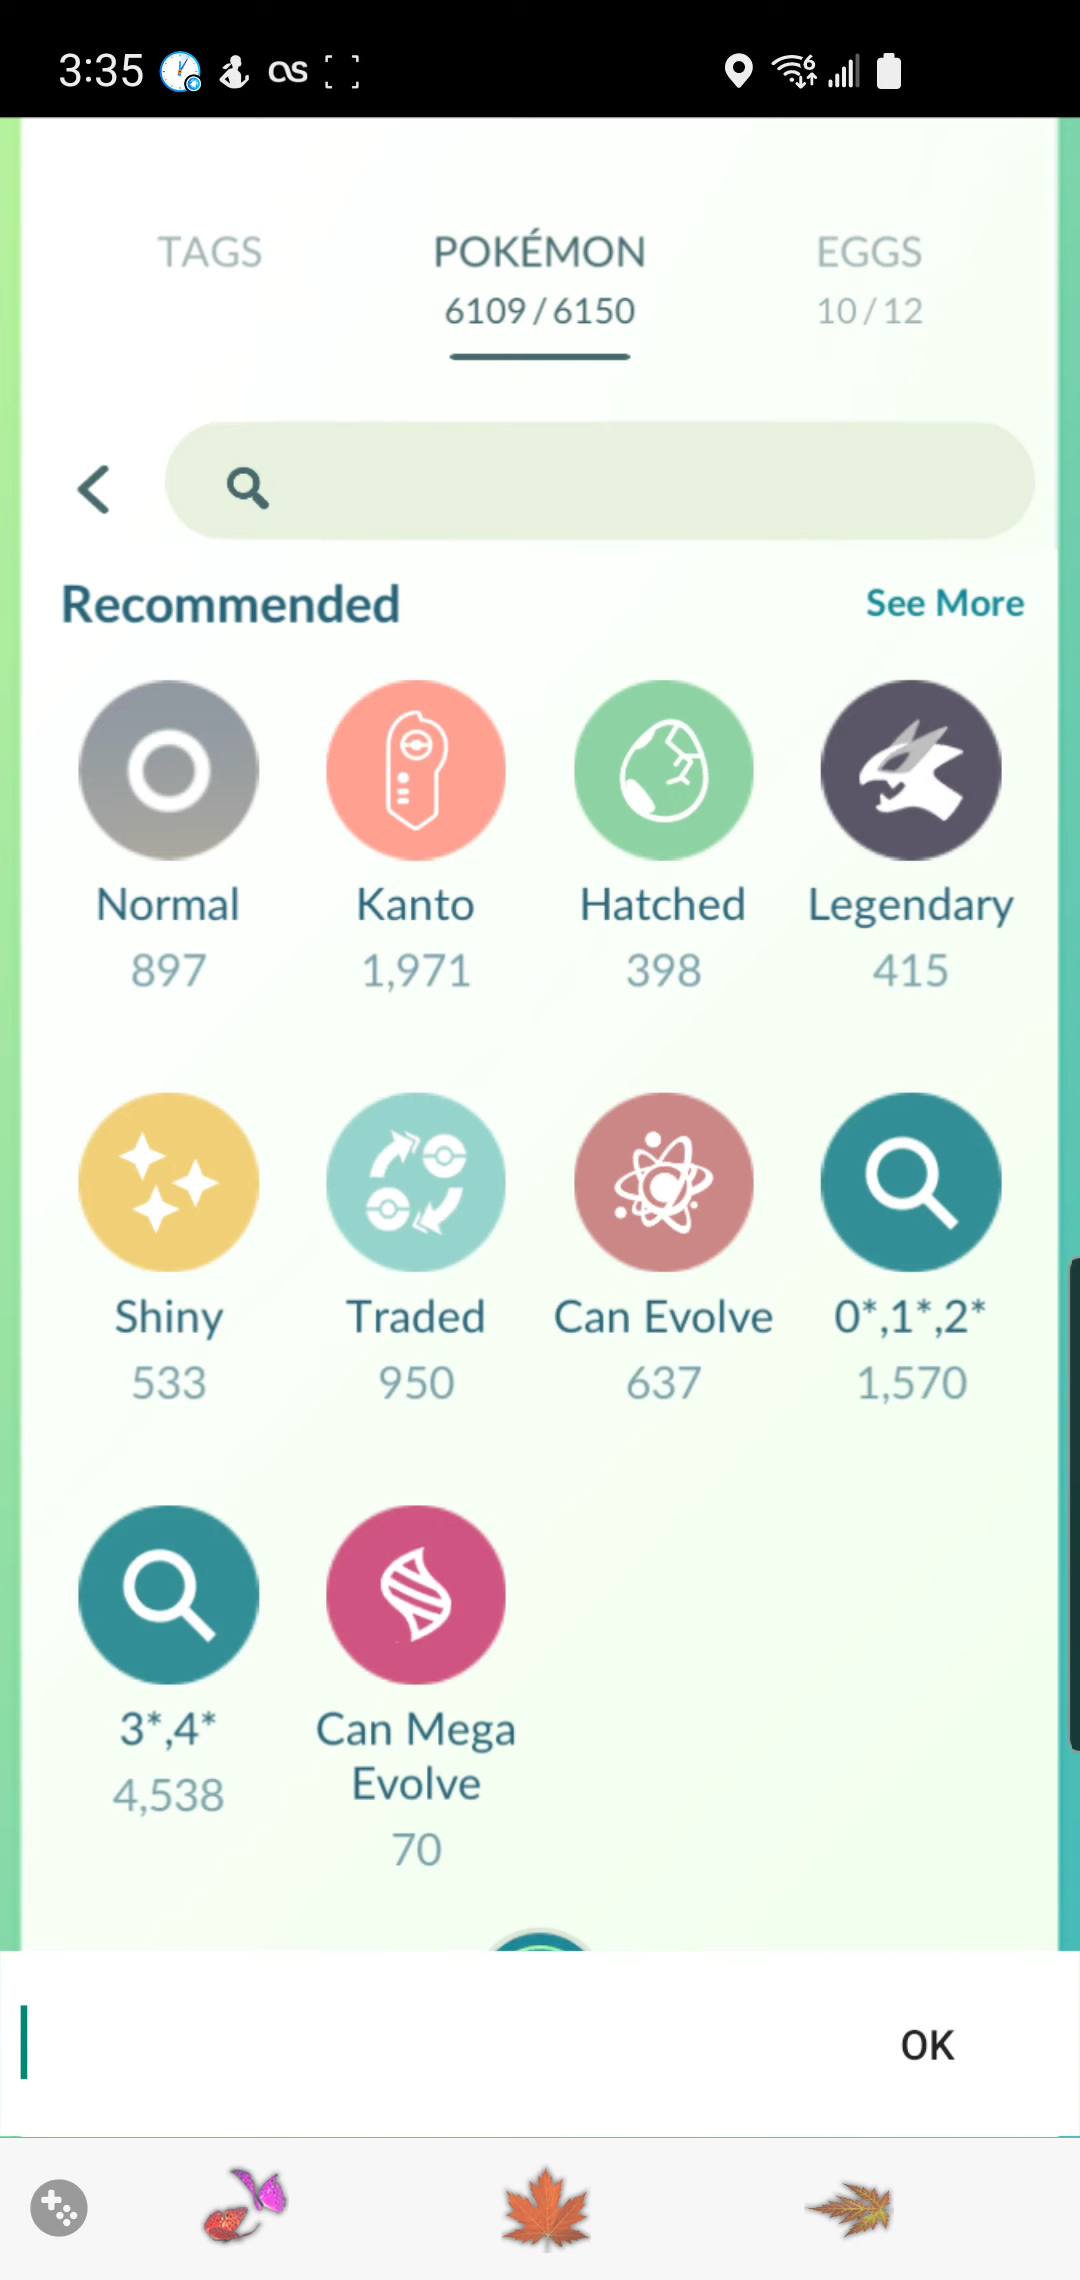 3:35
TAGS POKÉMON EGGS
6109 / 6150 10 / 12
Recommended See More
Normal Kanto Hatched Legendary
897 1,971 398 415
Shiny Traded Can Evolve 0*,1*,2*
533 950 637 1,570
3*,4* Can Mega
Evolve
4,538 70
OK